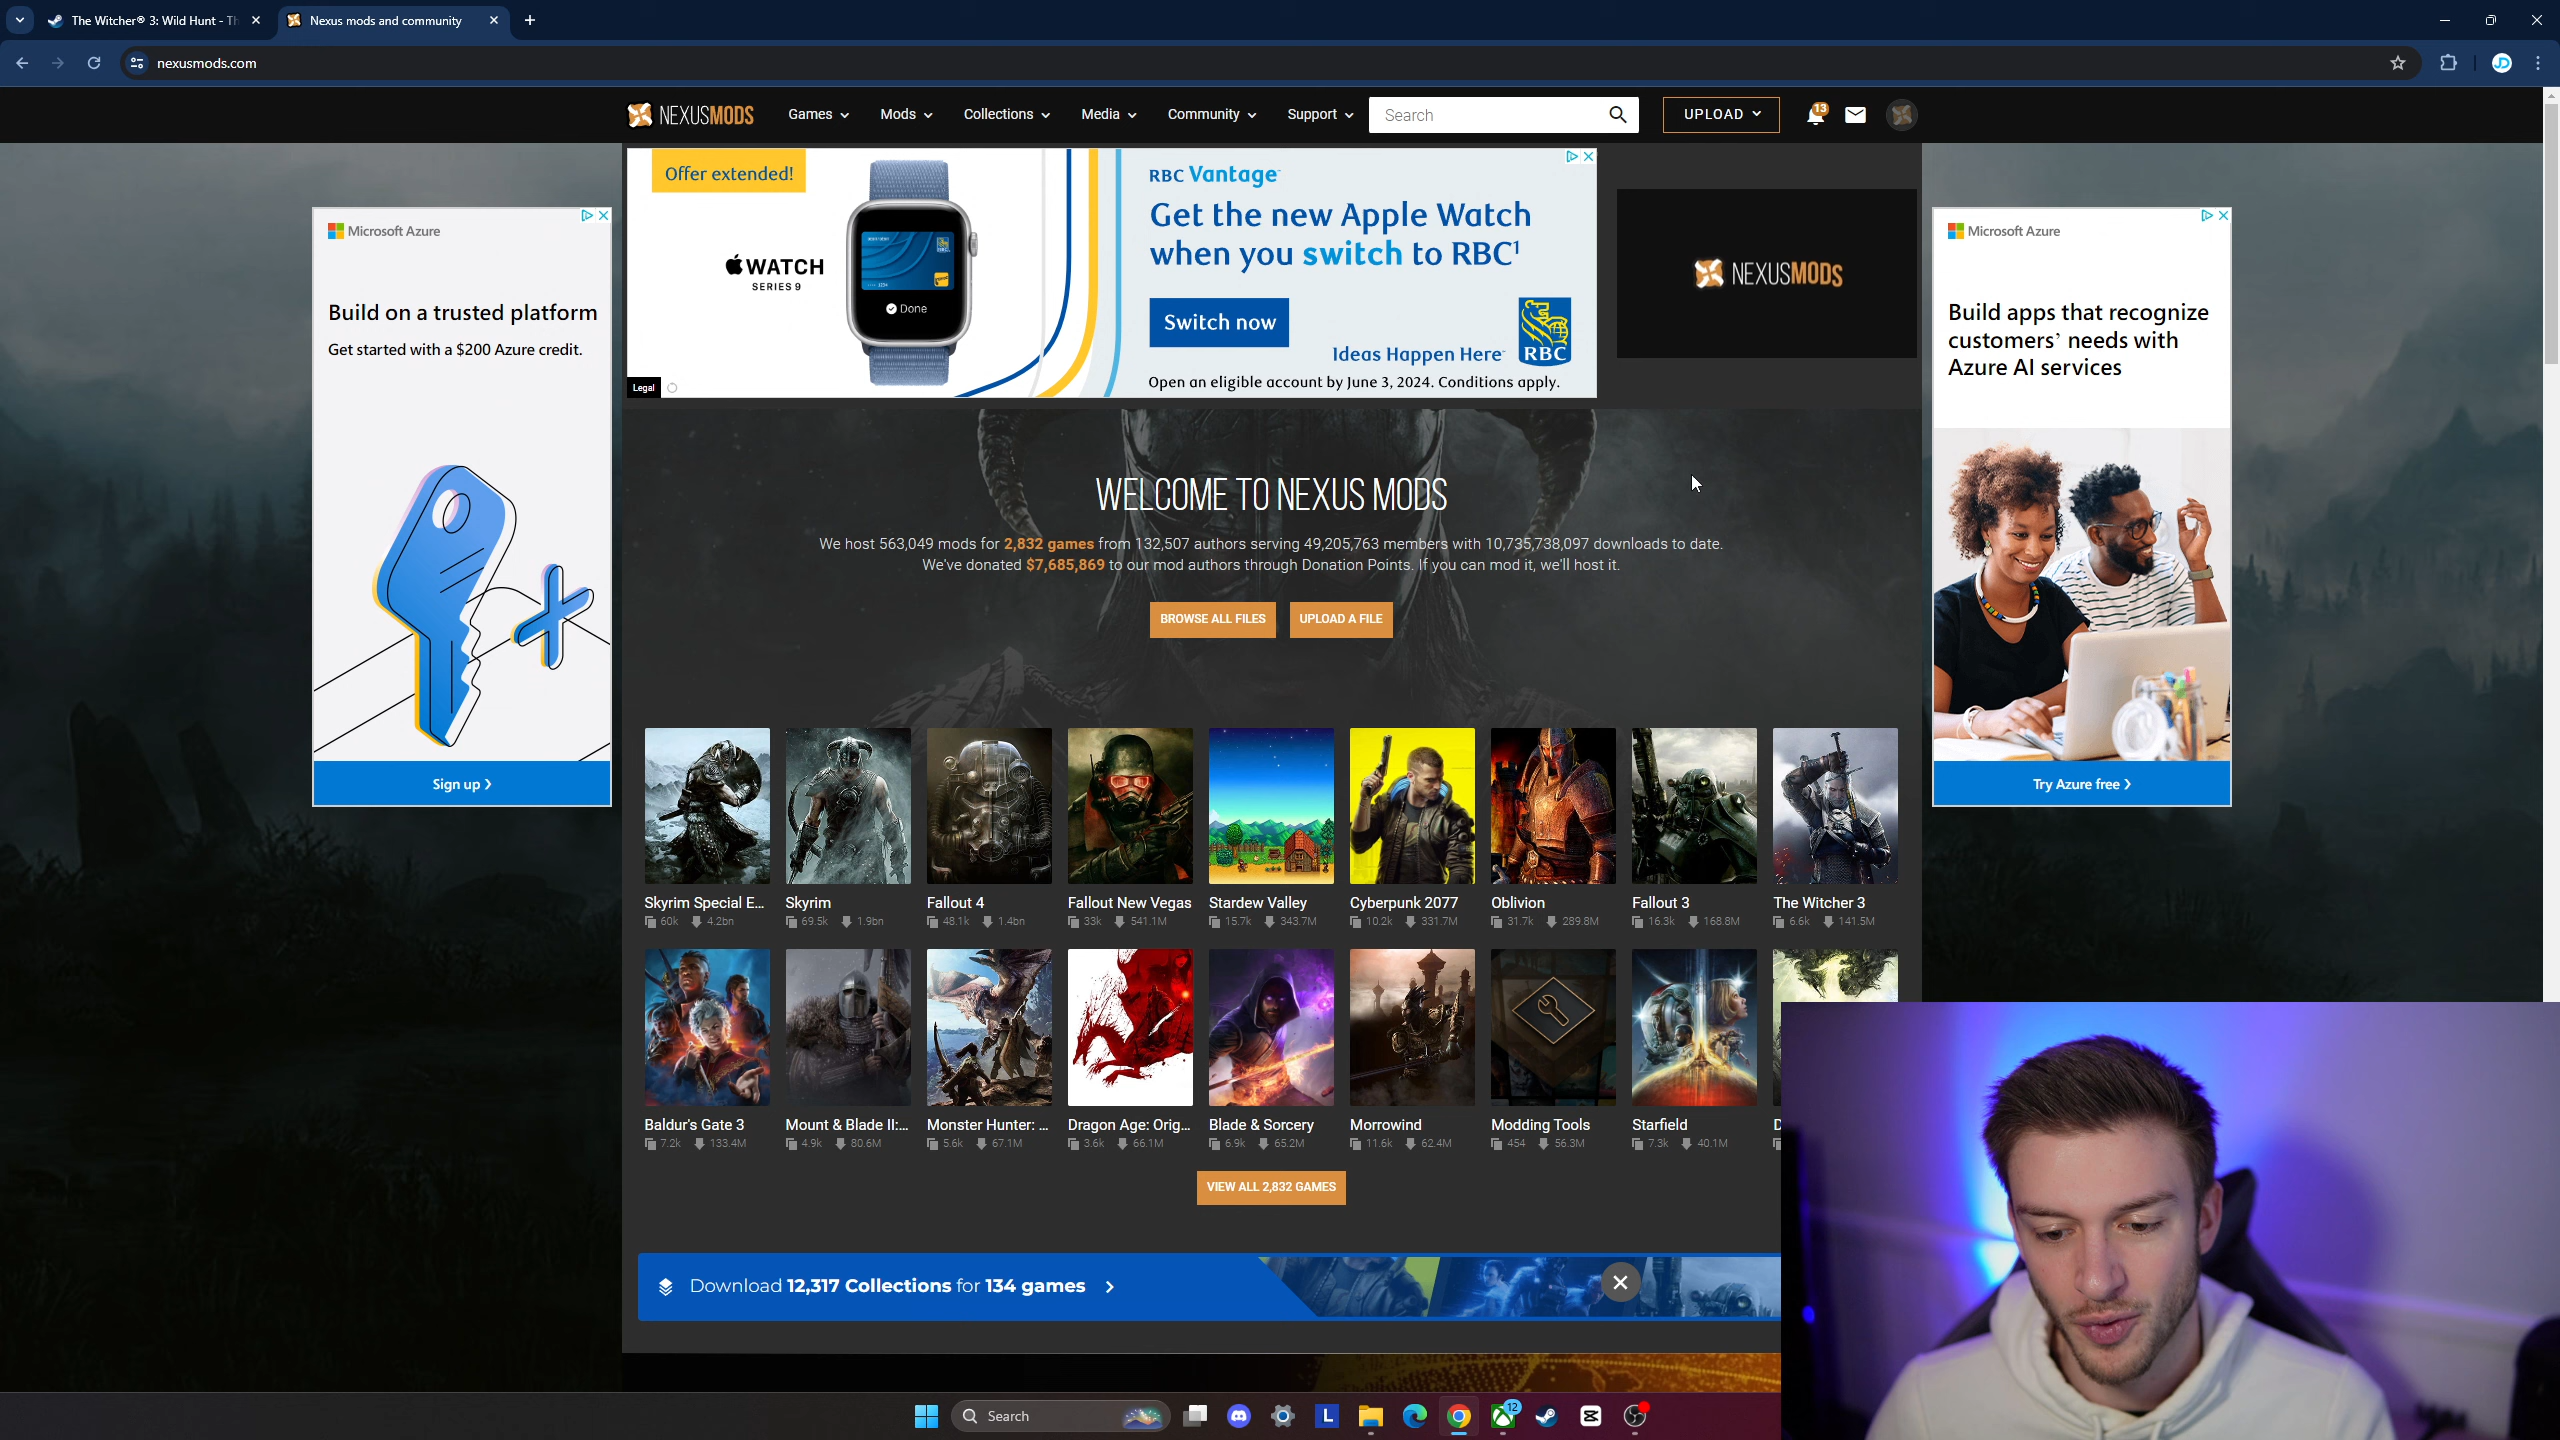 The Witcher® 3: Wild Hunt - Th
Nexus mods and community
nexusmods.com
NEXUSMODS
Games
Mods
Collections
Media
Community
Support
Search
UPLOAD
13
Microsoft Azure
Build on a trusted platform
Get started with a $200 Azure credit.
Sign up
Offer extended!
WATCH
SERIES 9
Done
RBC Vantage
Get the new Apple Watch
when you switch to RBC¹
Switch now
Ideas Happen Here
RBC
Legal
Open an eligible account by June 3, 2024. Conditions apply.
NEXUSMODS
Microsoft Azure
Build apps that recognize
customers' needs with
Azure AI services
Try Azure free
WELCOME TO NEXUS MODS
We host 563,049 mods for 2,832 games from 132,507 authors serving 49,205,763 members with 10,735,738,097 downloads to date.
We've donated $7,685,869 to our mod authors through Donation Points. If you can mod it, we'll host it.
BROWSE ALL FILES
UPLOAD A FILE
Skyrim Special E...
60k 4.2bn
Skyrim
69.5k 1.9bn
Fallout 4
48.1k 1.4bn
Fallout New Vegas
33k 541.1M
Stardew Valley
15.7k 343.7M
Cyberpunk 2077
10.2k 331.7M
Oblivion
31.7k 289.8M
Fallout 3
16.3k 168.8M
The Witcher 3
6.6k 141.5M
Baldur's Gate 3
7.2k 133.4M
Mount & Blade II:...
4.9k 80.6M
Monster Hunter: ...
5.6k 67.1M
Dragon Age: Orig...
3.6k 66.1M
Blade & Sorcery
6.9k 65.2M
Morrowind
11.6k 62.4M
Modding Tools
454 56.3M
Starfield
7.3k 40.1M
D
VIEW ALL 2,832 GAMES
Download 12,317 Collections for 134 games
Search
L
12